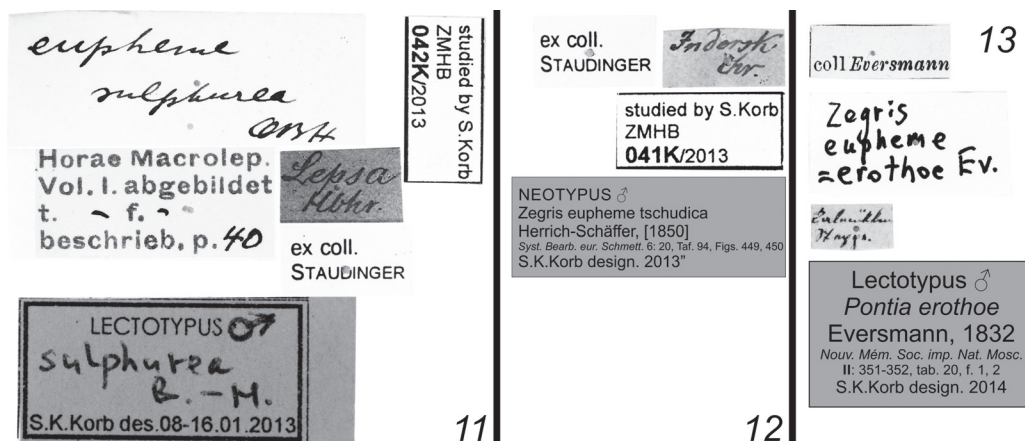 eupheme
sulphurea
OBH
studied by S.Korb
ZMHB
042K/2013
Horae Macrolep.
Vol. I. abgebildet
t. - f. -
beschrieb. p. 40
Lepsa
Hbhr.
ex coll.
STAUDINGER
LECTOTYPUS ♂
sulphurea
B.-H.
S.K.Korb des.08-16.01.2013
11
ex coll.
STAUDINGER
Indersk
Chr.
studied by S.Korb
ZMHB
041K/2013
NEOTYPUS ♂
Zegris eupheme tschudica
Herrich-Schäffer, [1850]
Syst. Bearb. eur. Schmett. 6: 20, Taf. 94, Figs. 449, 450
S.K.Korb design. 2013”
12
13
coll Eversmann
Zegris
eupheme
=erothoe Ev.
Lectotypus ♂
Pontia erothoe
Eversmann, 1832
Nouv. Mém. Soc. imp. Nat. Mosc.
II: 351-352, tab. 20, f. 1, 2
S.K.Korb design. 2014